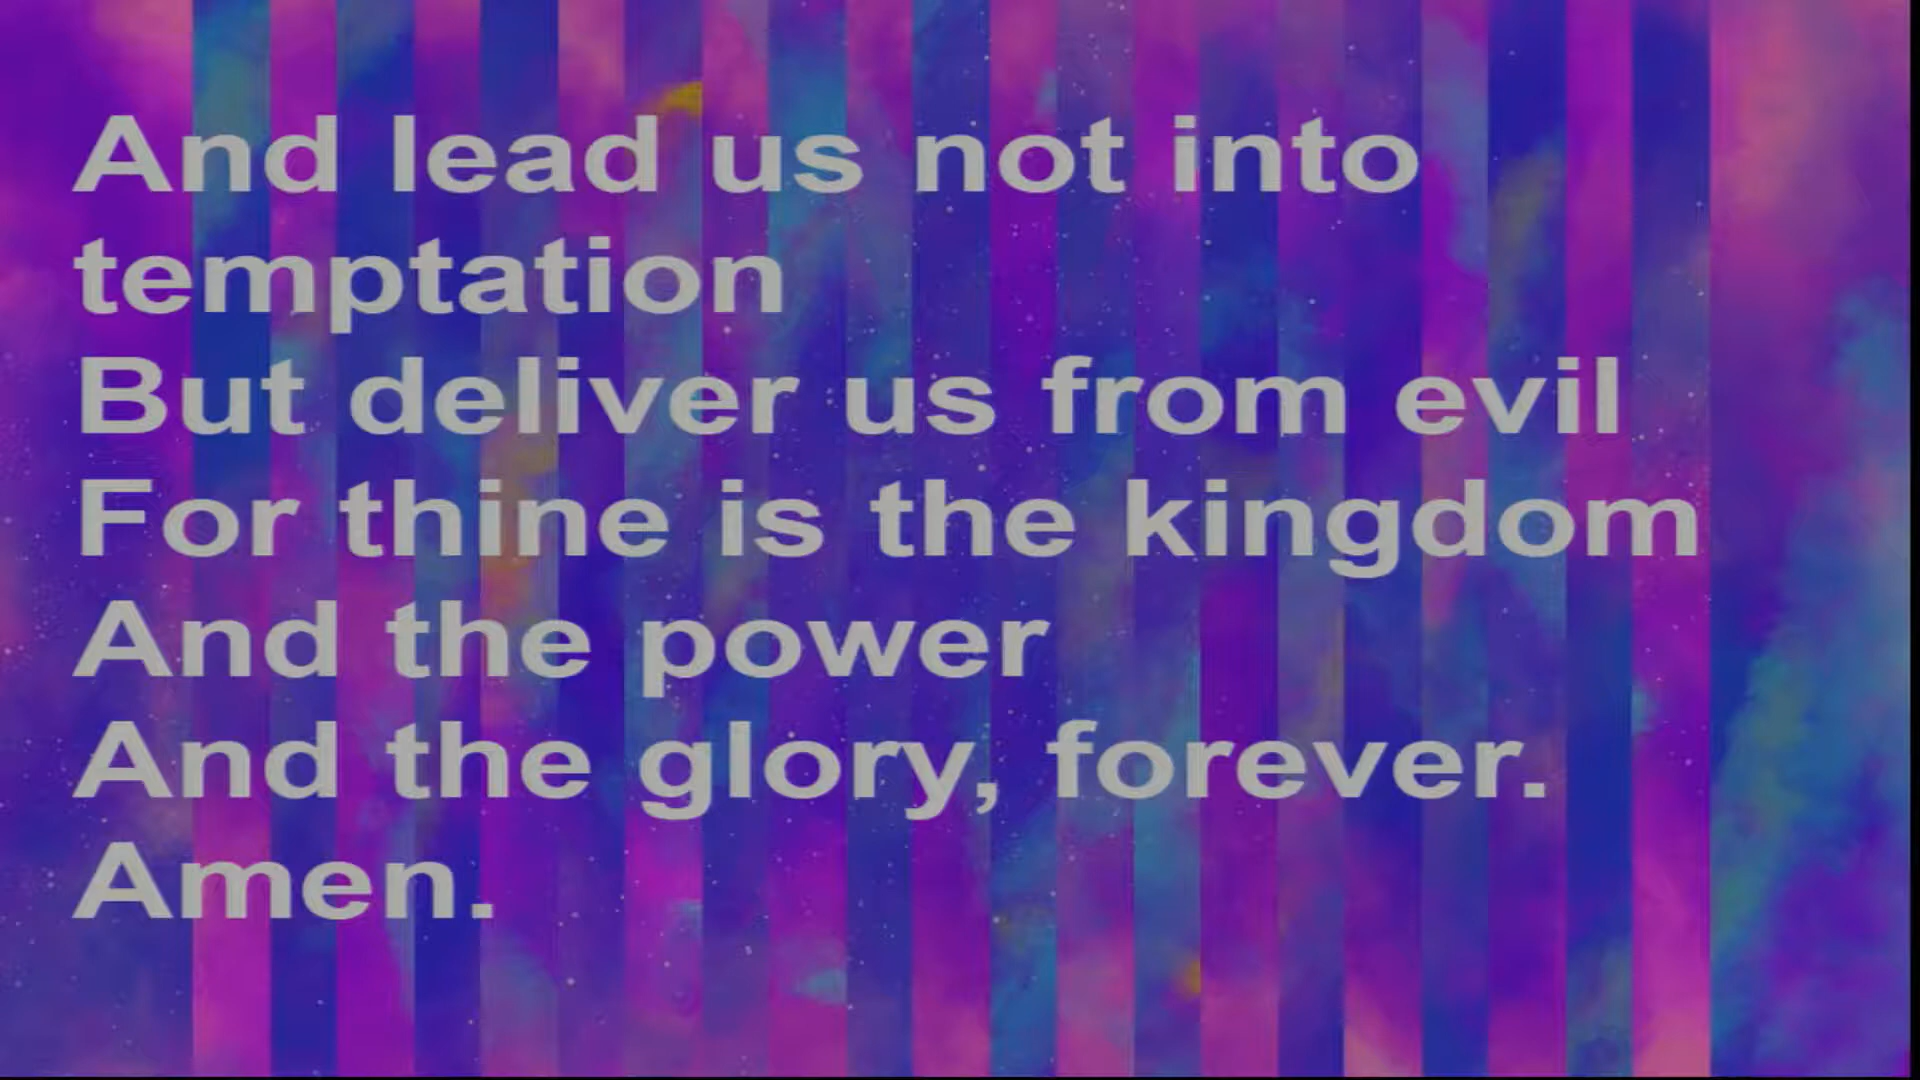 And lead us not into
temptation
But deliver us from evil
For thine is the kingdom
And the power
And the glory, forever.
Amen.